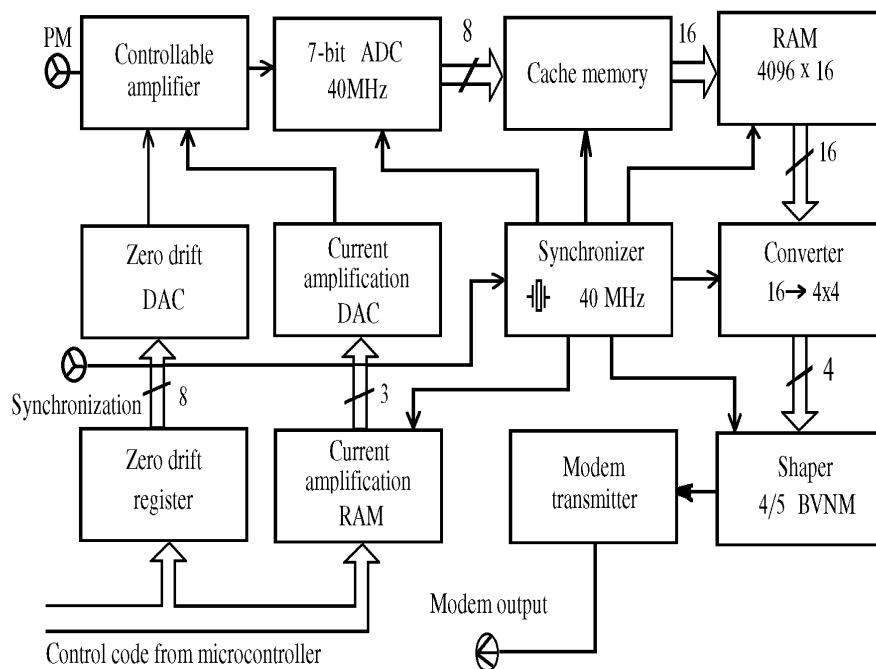 PM
Controllable
amplifier
7-bit ADC
40MHz
8
Cache memory
16
RAM
4096 x 16
16
Zero drift
DAC
Current
amplification
DAC
Synchronizer
40 MHz
Converter
16→ 4x4
Synchronization
8
3
4
Zero drift
register
Current
amplification
RAM
Modem
transmitter
Shaper
4/5 BVNM
Modem output
Control code from microcontroller